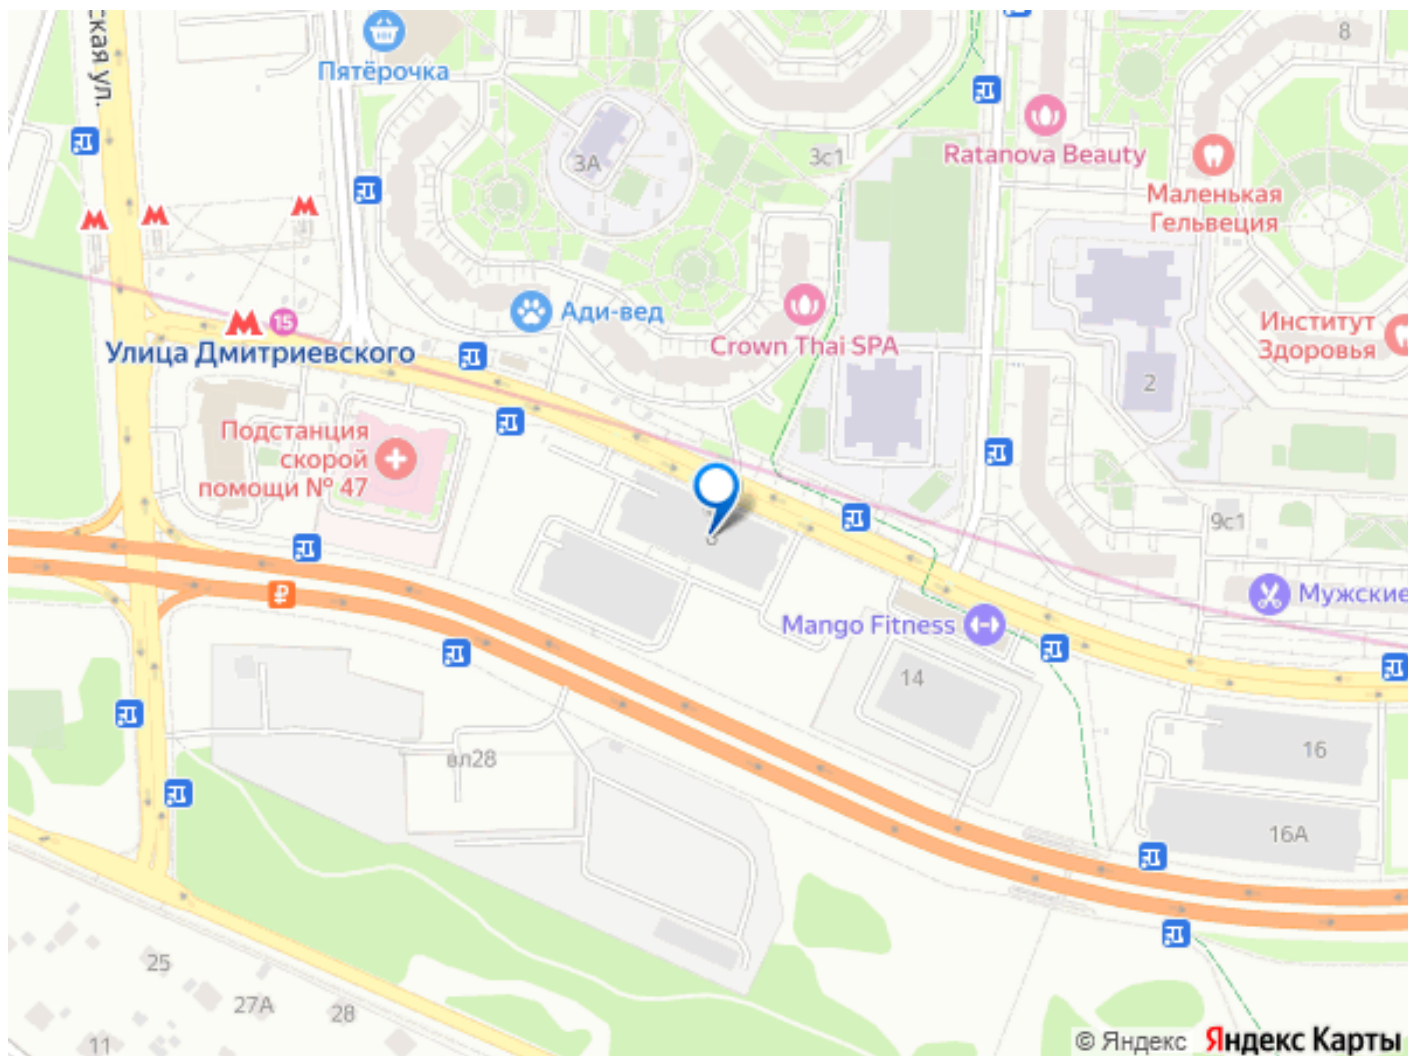 ская ул.
Пятёрочка
8
3А
3с1
Ratanova Beauty
Маленькая
Гельвеция
15
Улица Дмитриевского
Ади-вед
Crown Thai SPA
Институт
Здоровья
2
Подстанция
скорой
помощи № 47
9с1
Мужские
Mango Fitness
14
вл28
16
16А
25
27А
28
11
© Яндекс Яндекс Карты